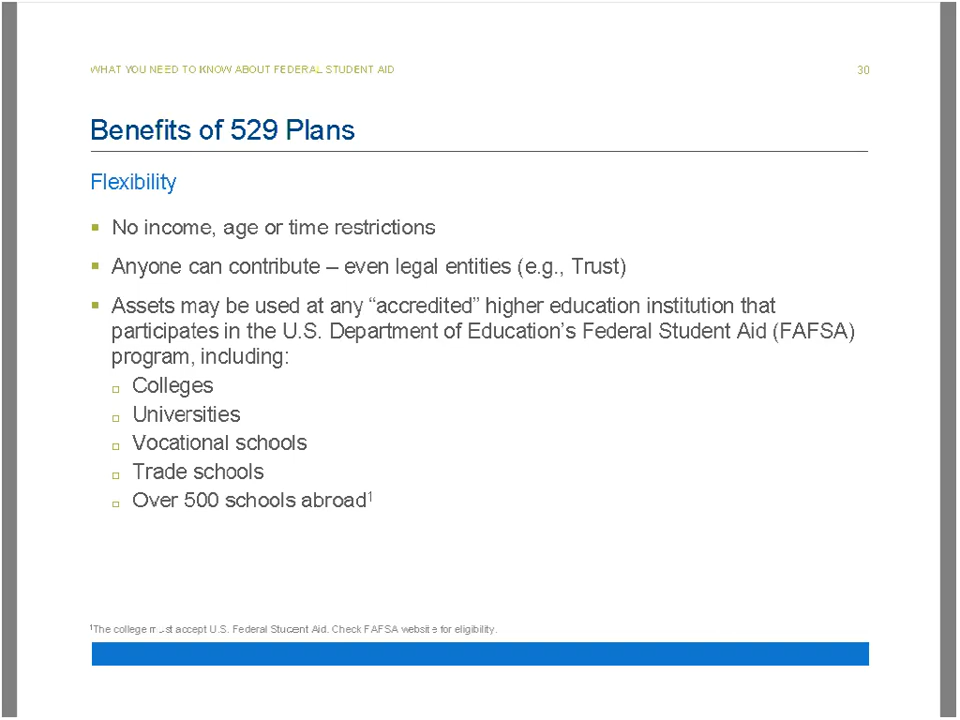 WHAT YOU NEED TO KNOW ABOUT FEDERAL STUDENT AID
30
Benefits of 529 Plans
Flexibility
No income, age or time restrictions
Anyone can contribute – even legal entities (e.g., Trust)
Assets may be used at any “accredited” higher education institution that
participates in the U.S. Department of Education’s Federal Student Aid (FAFSA)
program, including:
Colleges
Universities
Vocational schools
Trade schools
Over 500 schools abroad¹
¹The college must accept U.S. Federal Student Aid. Check FAFSA website for eligibility.